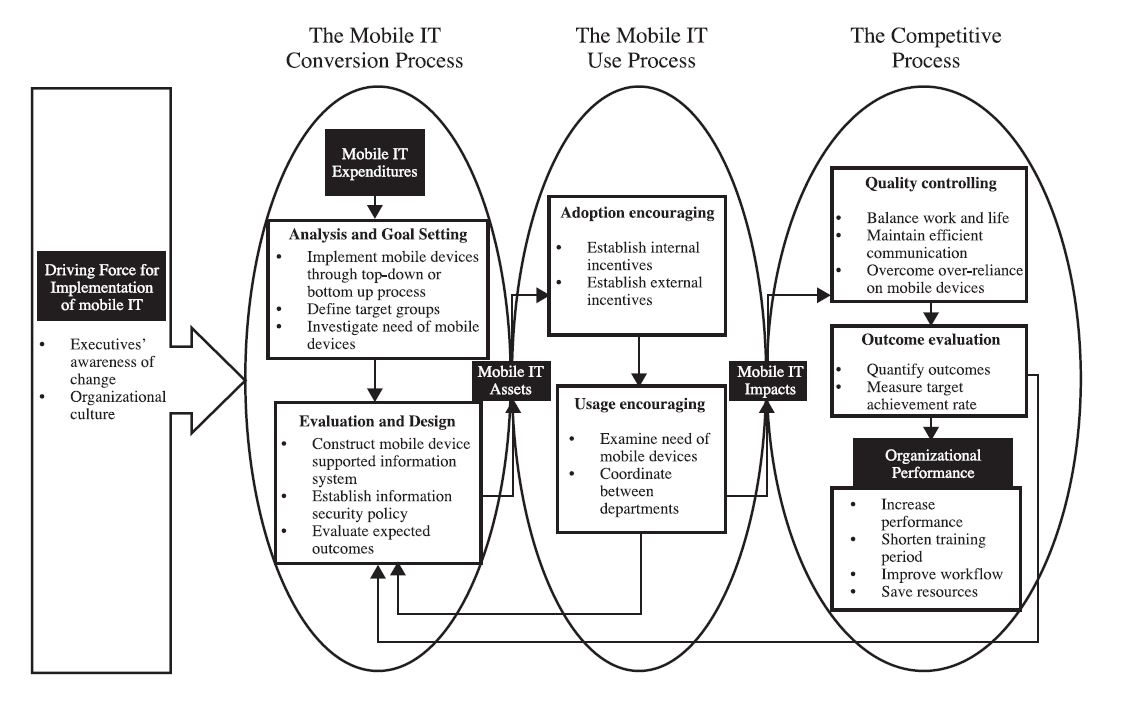 The Mobile IT
Conversion Process
The Mobile IT
Use Process
The Competitive
Process
Driving Force for
Implementation
of mobile IT
• Executives’
awareness of
change
• Organizational
culture
Mobile IT
Expenditures
Analysis and Goal Setting
• Implement mobile devices
through top-down or
bottom up process
• Define target groups
• Investigate need of mobile
devices
Evaluation and Design
• Construct mobile device
supported information
system
• Establish information
security policy
• Evaluate expected
outcomes
Mobile IT
Assets
Adoption encouraging
• Establish internal
incentives
• Establish external
incentives
Usage encouraging
• Examine need of
mobile devices
• Coordinate
between
departments
Mobile IT
Impacts
Quality controlling
• Balance work and life
• Maintain efficient
communication
• Overcome over-reliance
on mobile devices
Outcome evaluation
• Quantify outcomes
• Measure target
achievement rate
Organizational
Performance
• Increase
performance
• Shorten training
period
• Improve workflow
• Save resources